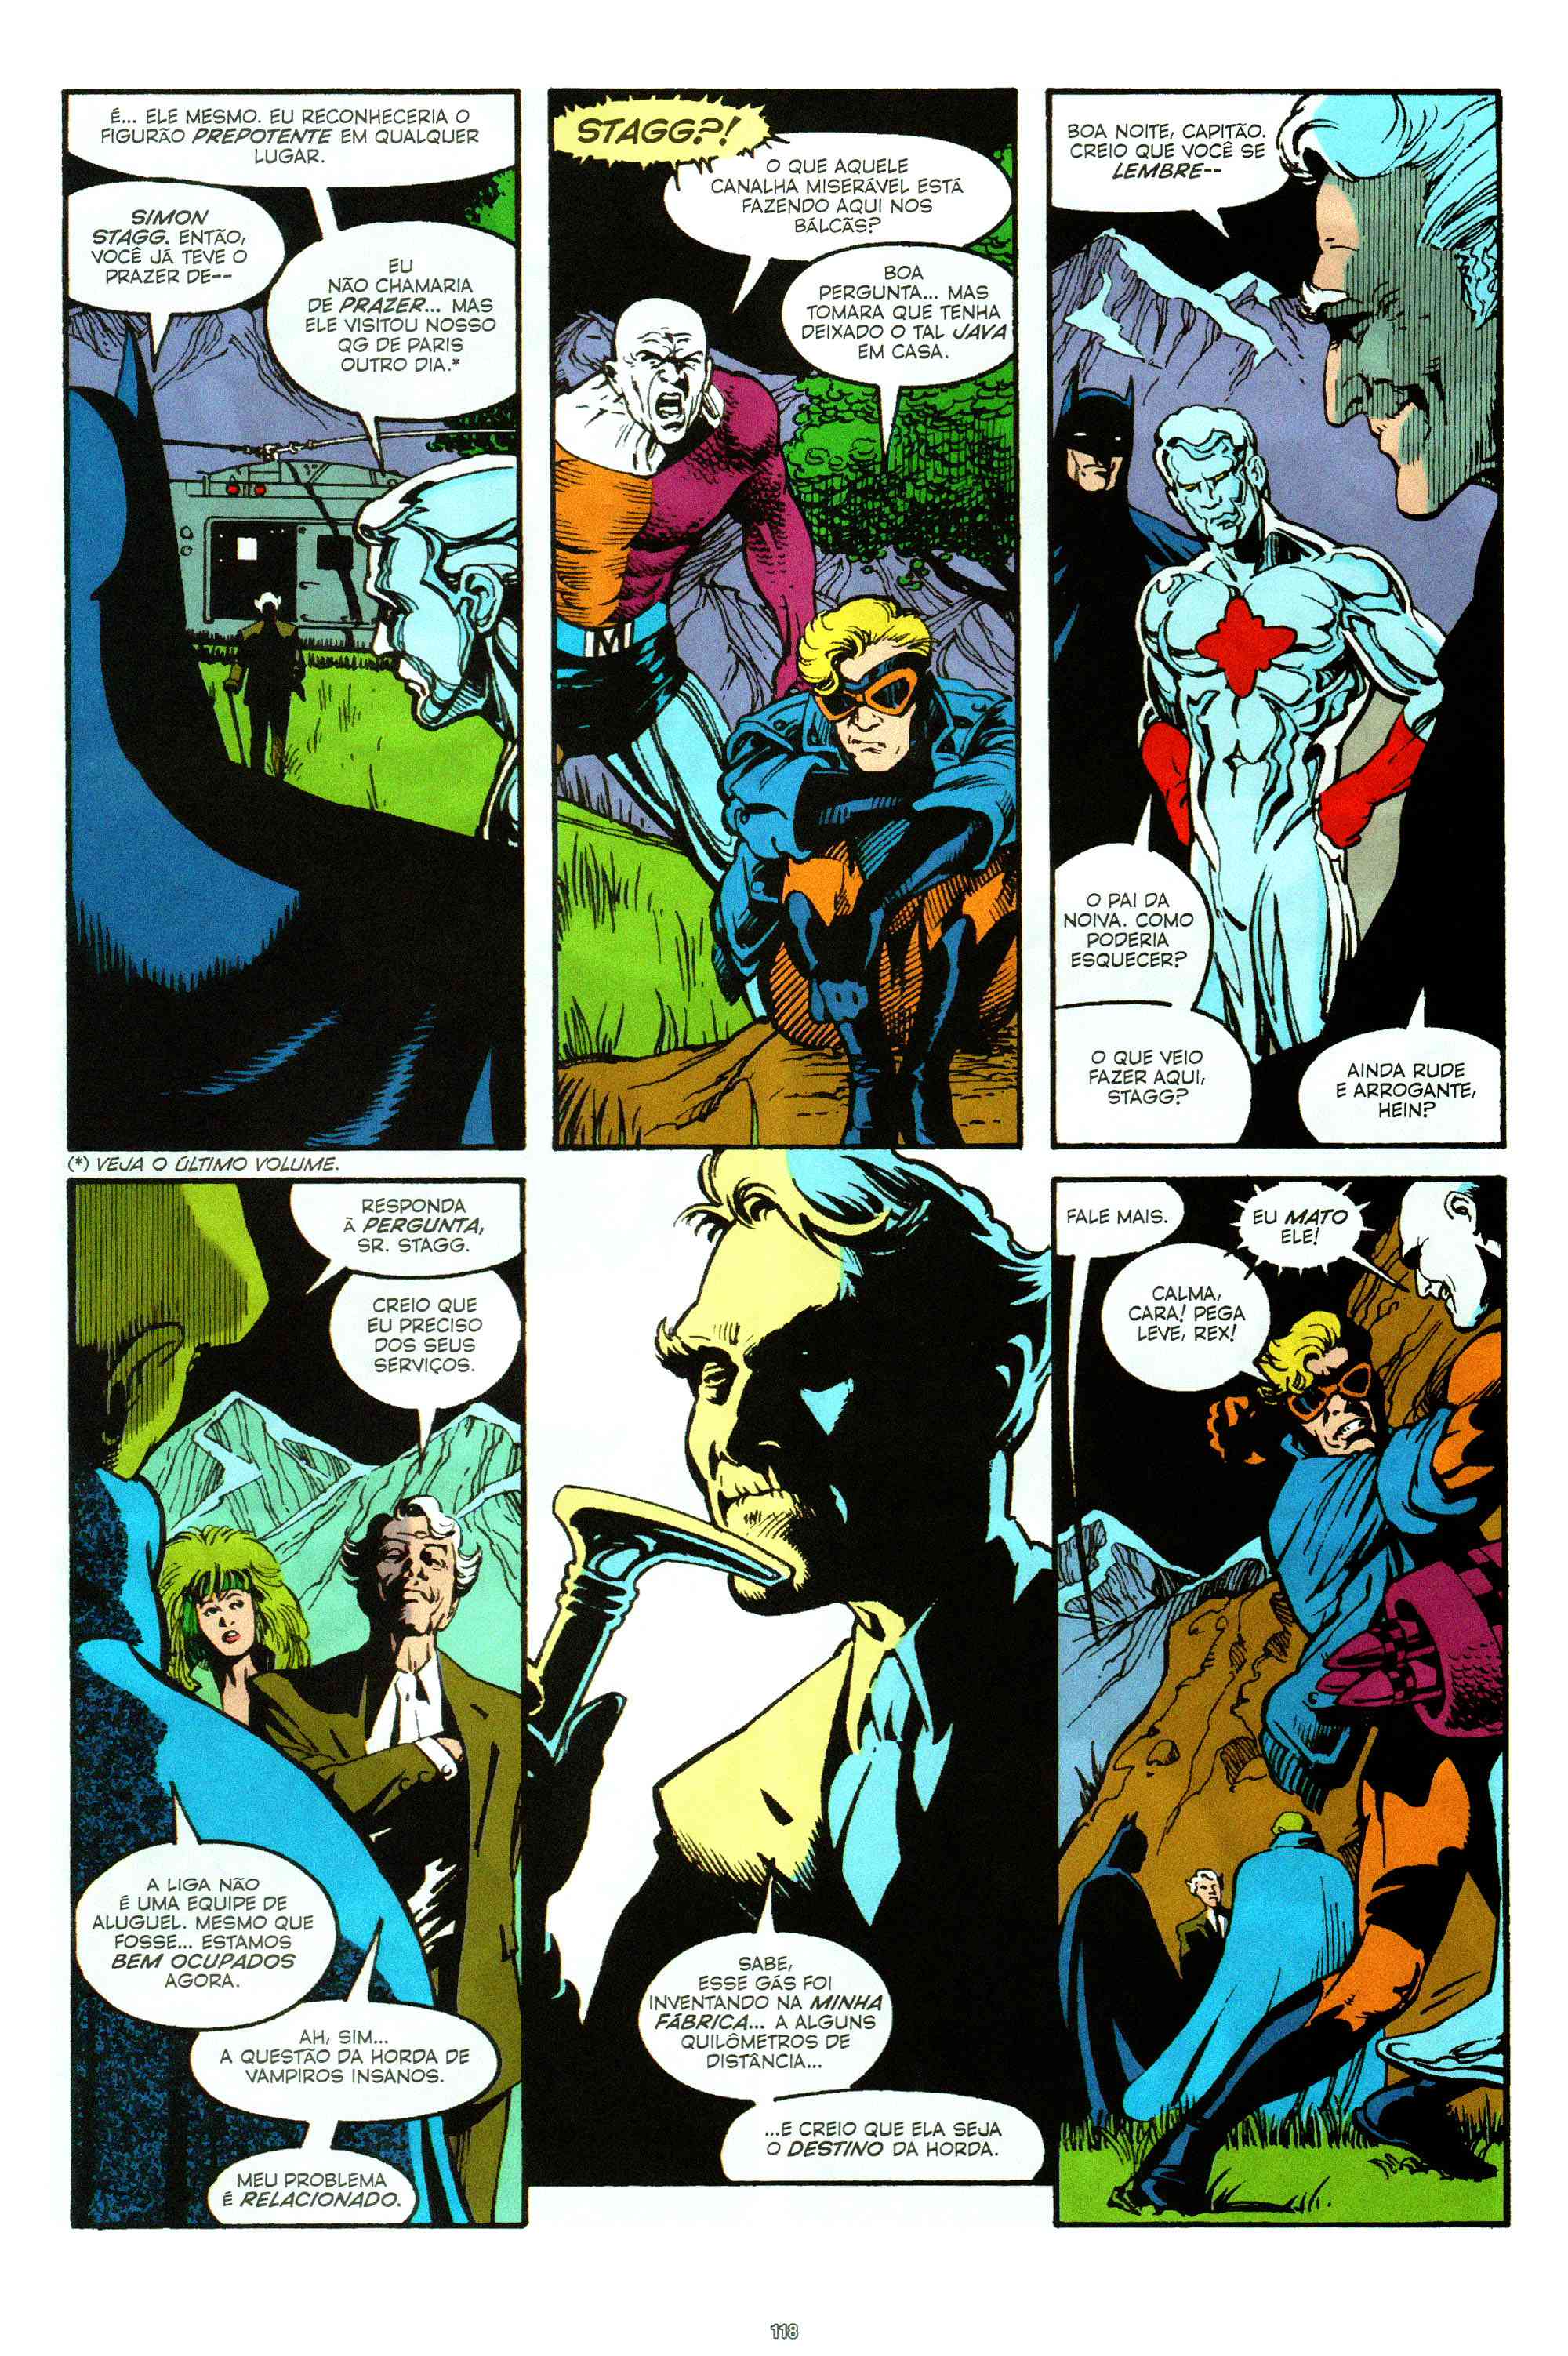 É... ELE MESMO. EU RECONHECERIA O
FIGURÃO PREPOTENTE EM QUALQUER
LUGAR.
SIMON
STAGG. ENTÃO,
VOCÊ JÁ TEVE O
PRAZER DE--
EU
NÃO CHAMARIA
DE PRAZER... MAS
ELE VISITOU NOSSO
QG DE PARIS
OUTRO DIA.*
STAGG?!
O QUE AQUELE
CANALHA MISERÁVEL ESTÁ
FAZENDO AQUI NOS
BÁLCÃS?
BOA
PERGUNTA... MAS
TOMARA QUE TENHA
DEIXADO O TAL JAVA
EM CASA.
M
BOA NOITE, CAPITÃO.
CREIO QUE VOCÊ SE
LEMBRE--
O PAI DA
NOIVA. COMO
PODERIA
ESQUECER?
O QUE VEIO
FAZER AQUI,
STAGG?
AINDA RUDE
E ARROGANTE,
HEIN?
(*) VEJA O ÚLTIMO VOLUME.
RESPONDA
À PERGUNTA,
SR. STAGG.
CREIO QUE
EU PRECISO
DOS SEUS
SERVIÇOS.
A LIGA NÃO
É UMA EQUIPE DE
ALUGUEL. MESMO QUE
FOSSE... ESTAMOS
BEM OCUPADOS
AGORA.
AH, SIM...
A QUESTÃO DA HORDA DE
VAMPIROS INSANOS.
MEU PROBLEMA
É RELACIONADO.
SABE,
ESSE GÁS FOI
INVENTANDO NA MINHA
FÁBRICA... A ALGUNS
QUILÔMETROS DE
DISTÂNCIA...
...E CREIO QUE ELA SEJA
O DESTINO DA HORDA.
FALE MAIS.
EU MATO
ELE!
CALMA,
CARA! PEGA
LEVE, REX!
118